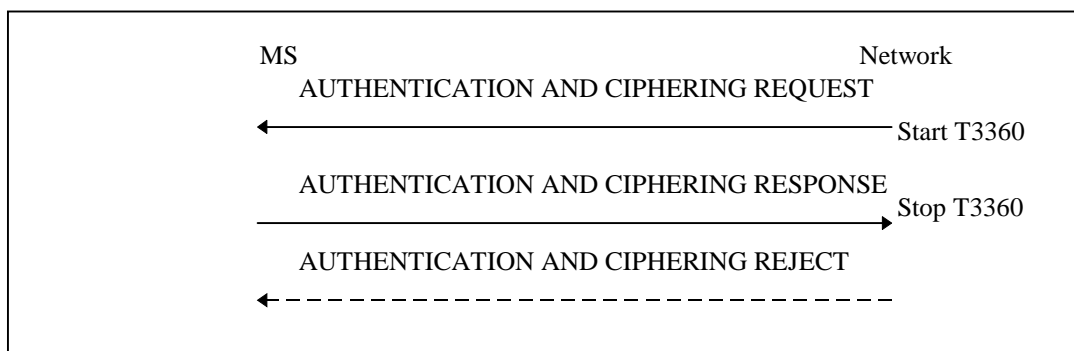 MS Network
AUTHENTICATION AND CIPHERING REQUEST
Start T3360
AUTHENTICATION AND CIPHERING RESPONSE
Stop T3360
AUTHENTICATION AND CIPHERING REJECT